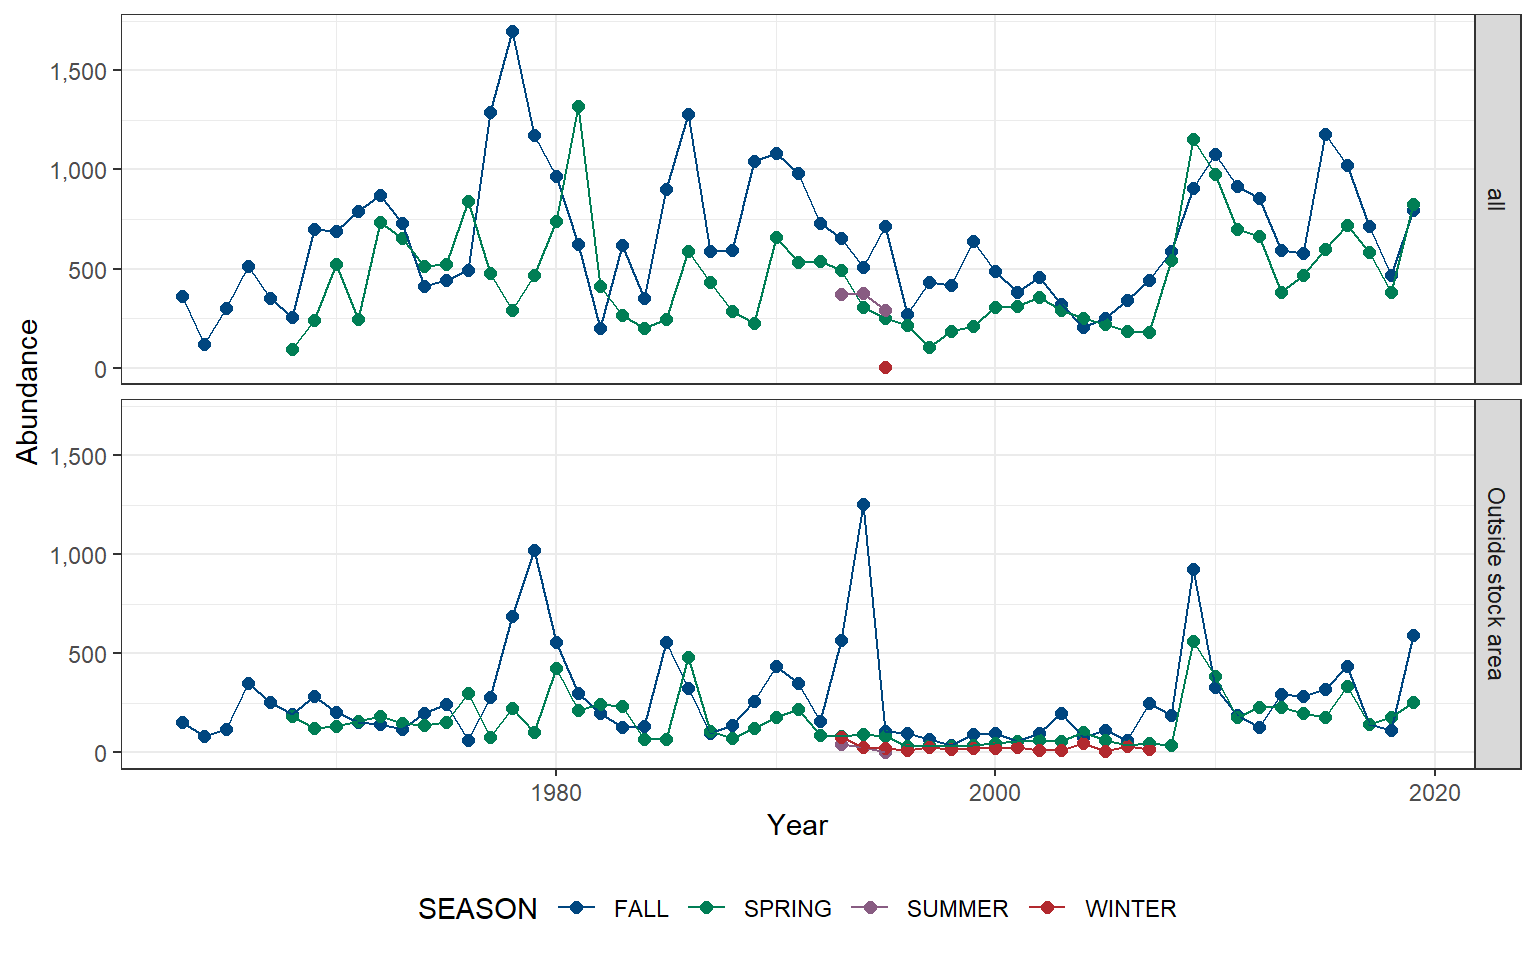 1,500
1,000
500
0
all
Abundance
1,500
1,000
500
0
Outside stock area
1980 2000 2020
Year
SEASON FALL SPRING SUMMER WINTER